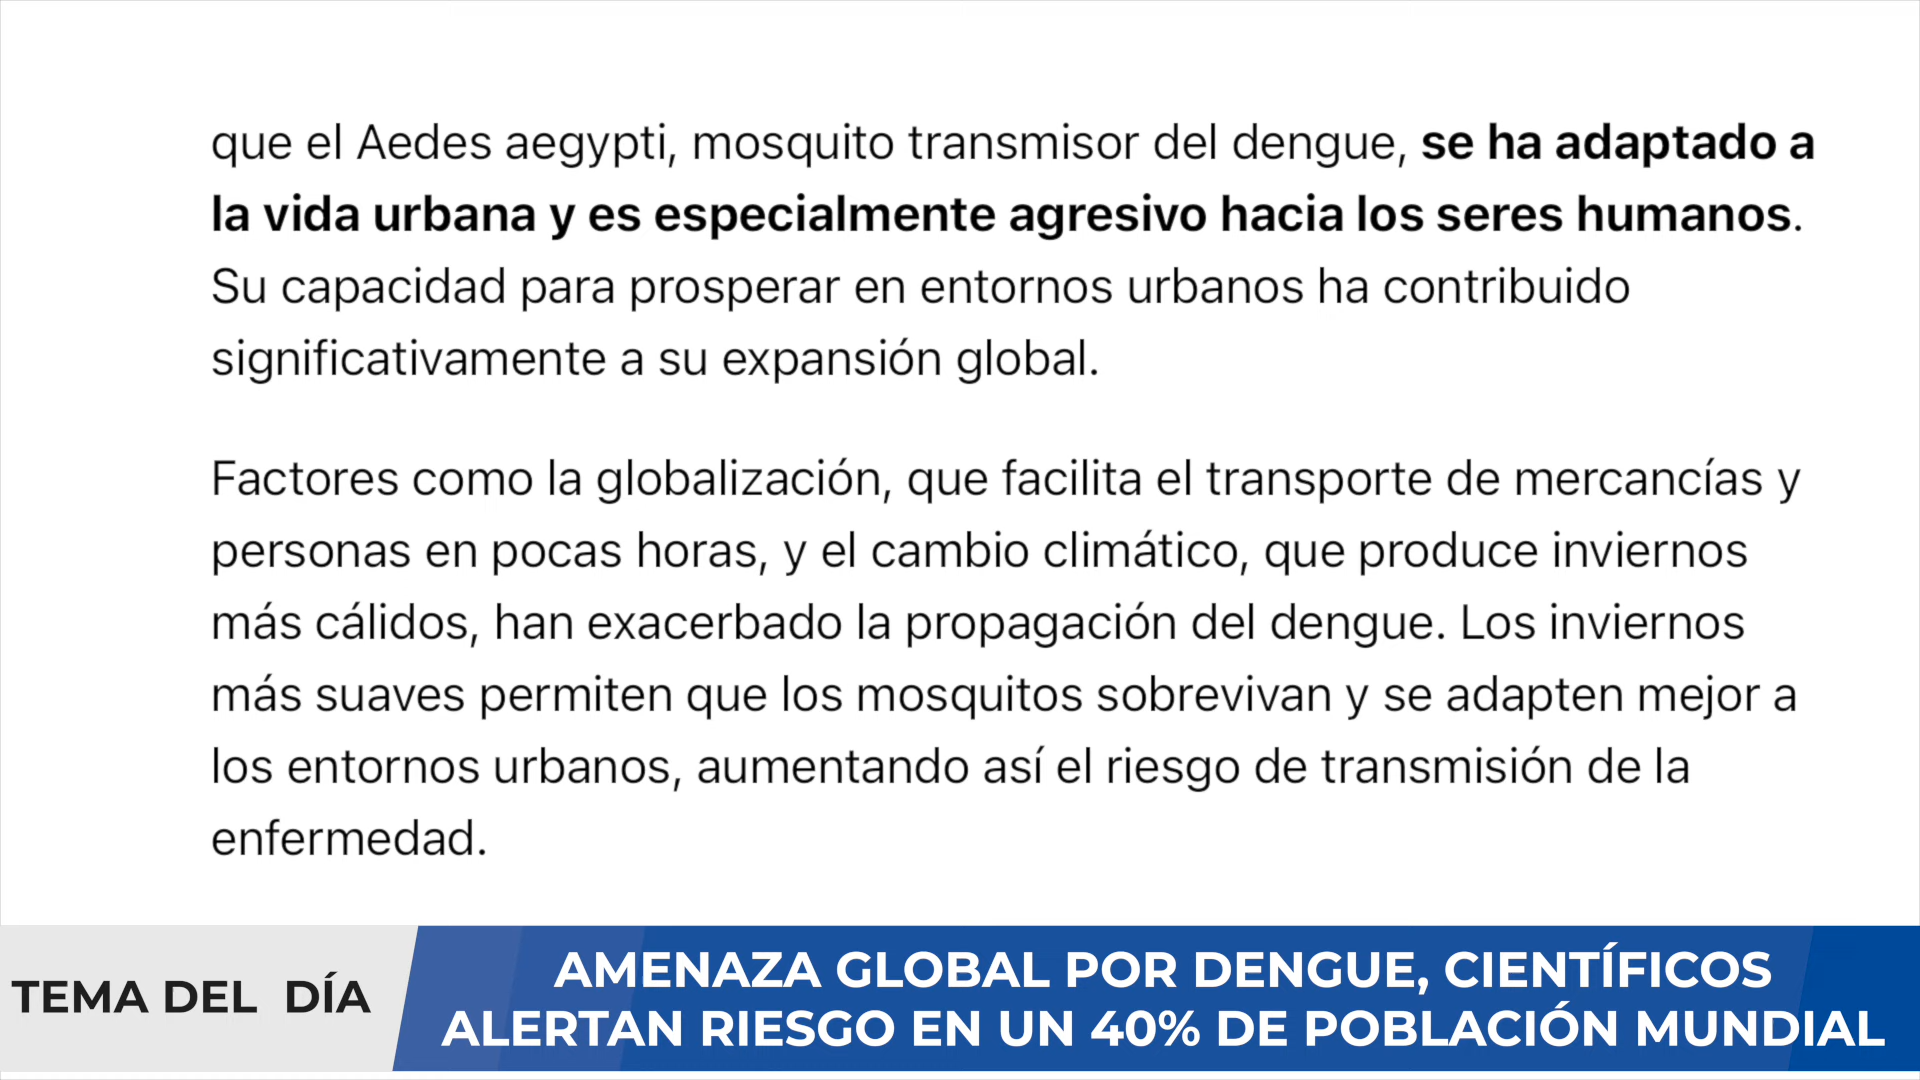 que el Aedes aegypti, mosquito transmisor del dengue, se ha adaptado a
la vida urbana y es especialmente agresivo hacia los seres humanos.
Su capacidad para prosperar en entornos urbanos ha contribuido
significativamente a su expansión global.
Factores como la globalización, que facilita el transporte de mercancías y
personas en pocas horas, y el cambio climático, que produce inviernos
más cálidos, han exacerbado la propagación del dengue. Los inviernos
más suaves permiten que los mosquitos sobrevivan y se adapten mejor a
los entornos urbanos, aumentando así el riesgo de transmisión de la
enfermedad.
TEMA DEL DÍA
AMENAZA GLOBAL POR DENGUE, CIENTÍFICOS
ALERTAN RIESGO EN UN 40% DE POBLACIÓN MUNDIAL